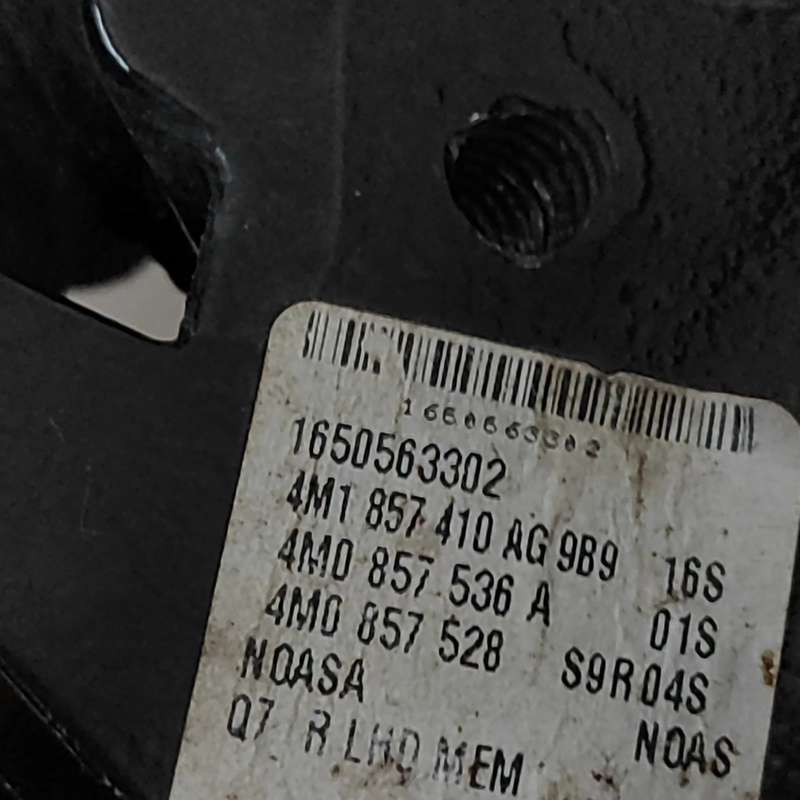 1650563302
1650563302
4M1 857 410 AG 9B9 16S
4M0 857 536 A 01S
4M0 857 528 S9R04S
NOASA NOAS
Q7 R LHD MEM